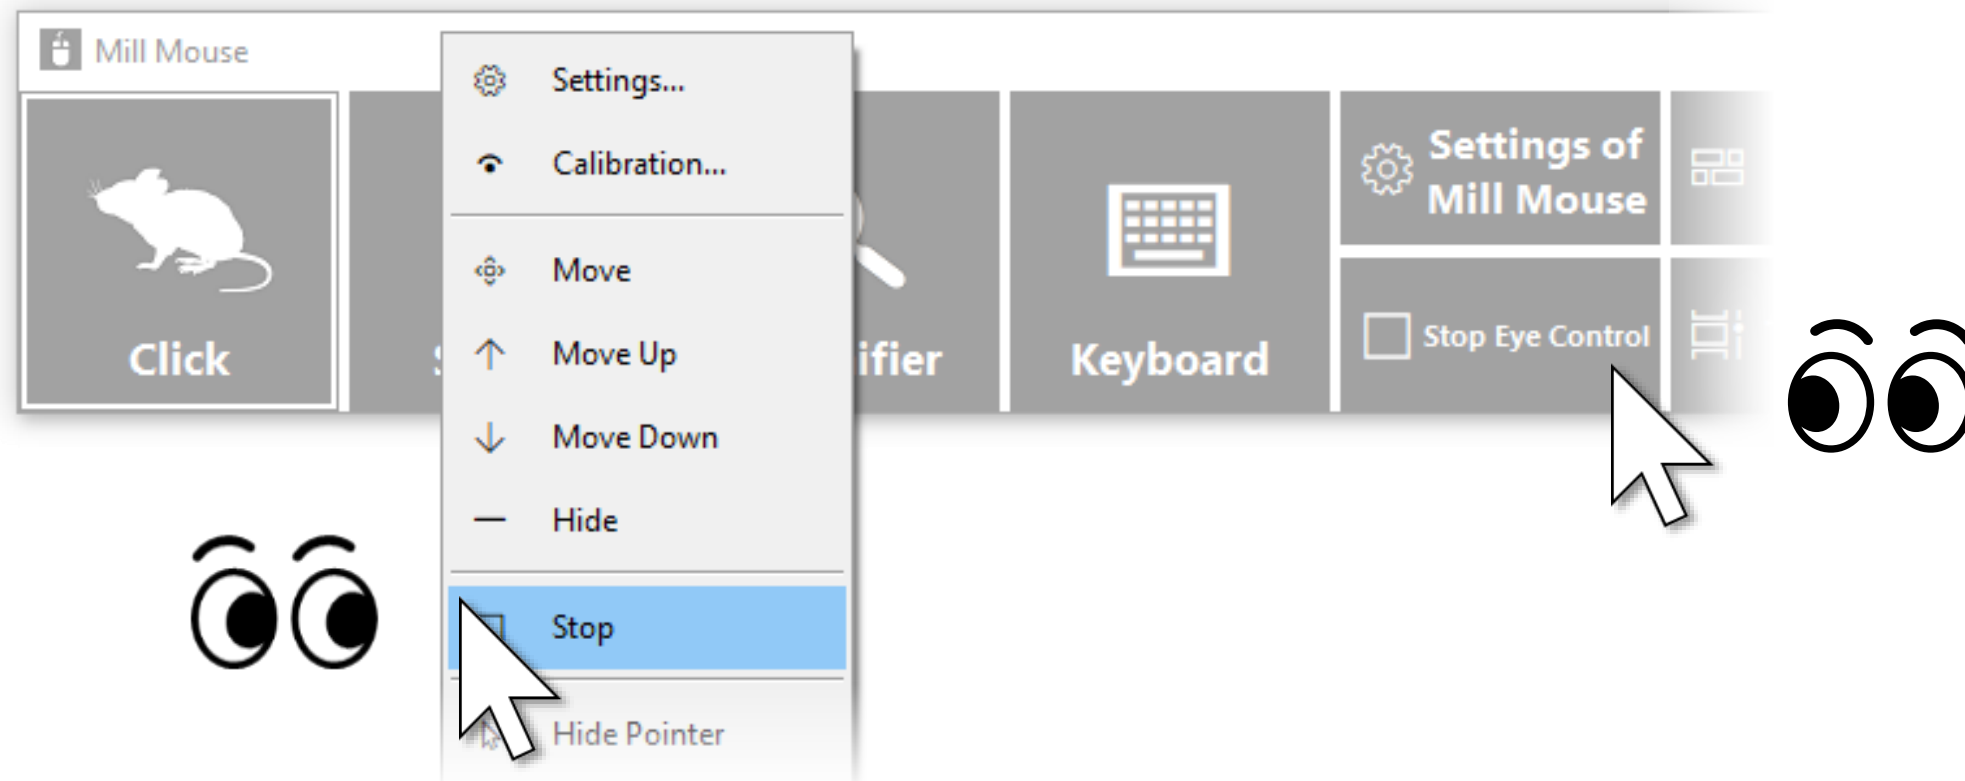 Mill Mouse
Settings...
Calibration...
Move
Move Up
Move Down
Hide
Stop
Hide Pointer
Click
Keyboard
Settings of
Mill Mouse
Stop Eye Control